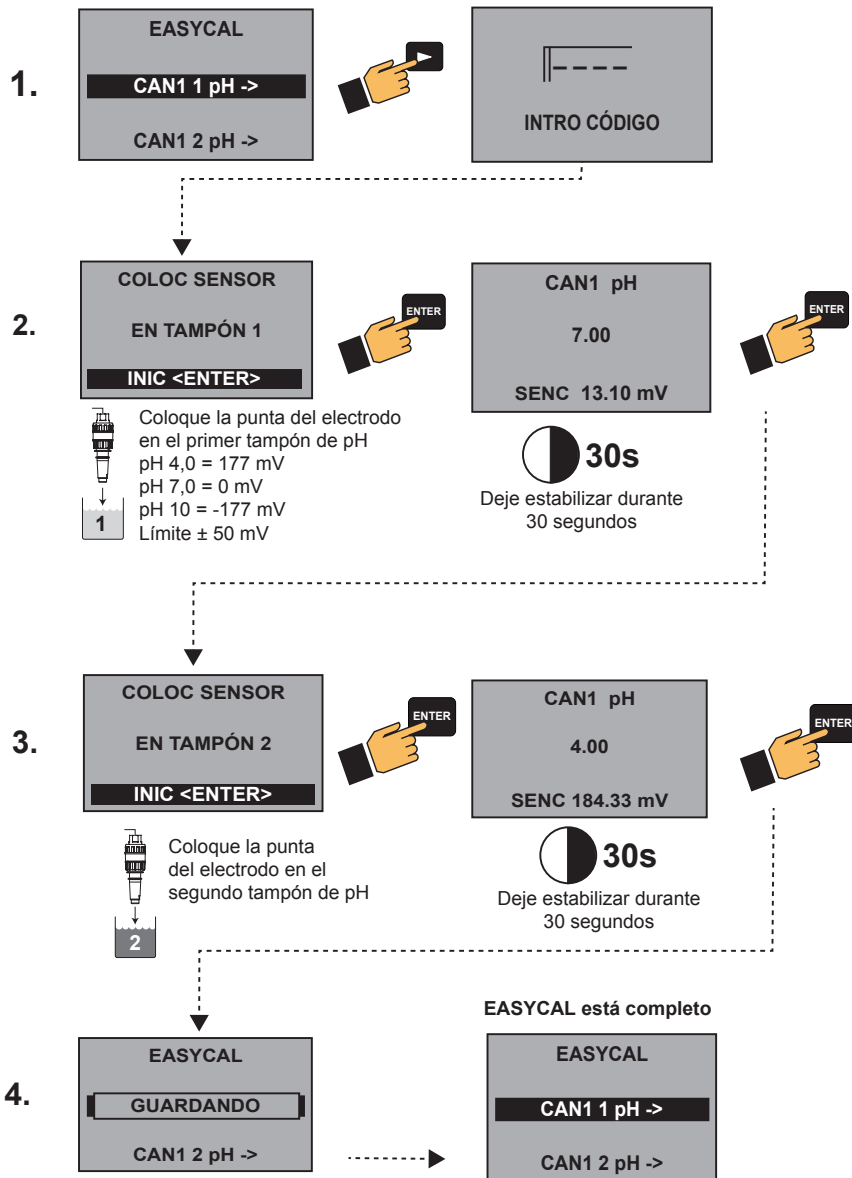 1.
EASYCAL
CAN1 1 pH ->
CAN1 2 pH ->
INTRO CÓDIGO
2.
COLOC SENSOR
EN TAMPÓN 1
INIC <ENTER>
ENTER
CAN1 pH
7.00
SENC 13.10 mV
ENTER
1
Coloque la punta del electrodo
en el primer tampón de pH
pH 4,0 = 177 mV
pH 7,0 = 0 mV
pH 10 = -177 mV
Límite ± 50 mV
30s
Deje estabilizar durante
30 segundos
3.
COLOC SENSOR
EN TAMPÓN 2
INIC <ENTER>
ENTER
CAN1 pH
4.00
SENC 184.33 mV
ENTER
2
Coloque la punta
del electrodo en el
segundo tampón de pH
30s
Deje estabilizar durante
30 segundos
4.
EASYCAL
GUARDANDO
CAN1 2 pH ->
EASYCAL está completo
EASYCAL
CAN1 1 pH ->
CAN1 2 pH ->